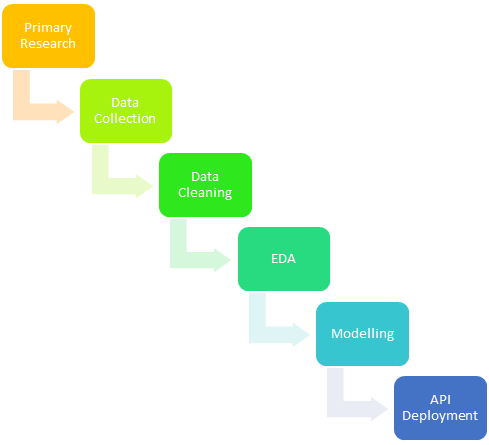 Primary
Research
Data
Collection
Data
Cleaning
EDA
Modelling
API
Deployment